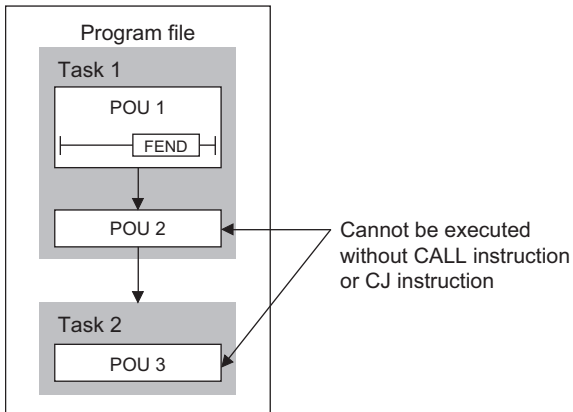 Program file
Task 1
POU 1
FEND
POU 2
Cannot be executed
without CALL instruction
or CJ instruction
Task 2
POU 3